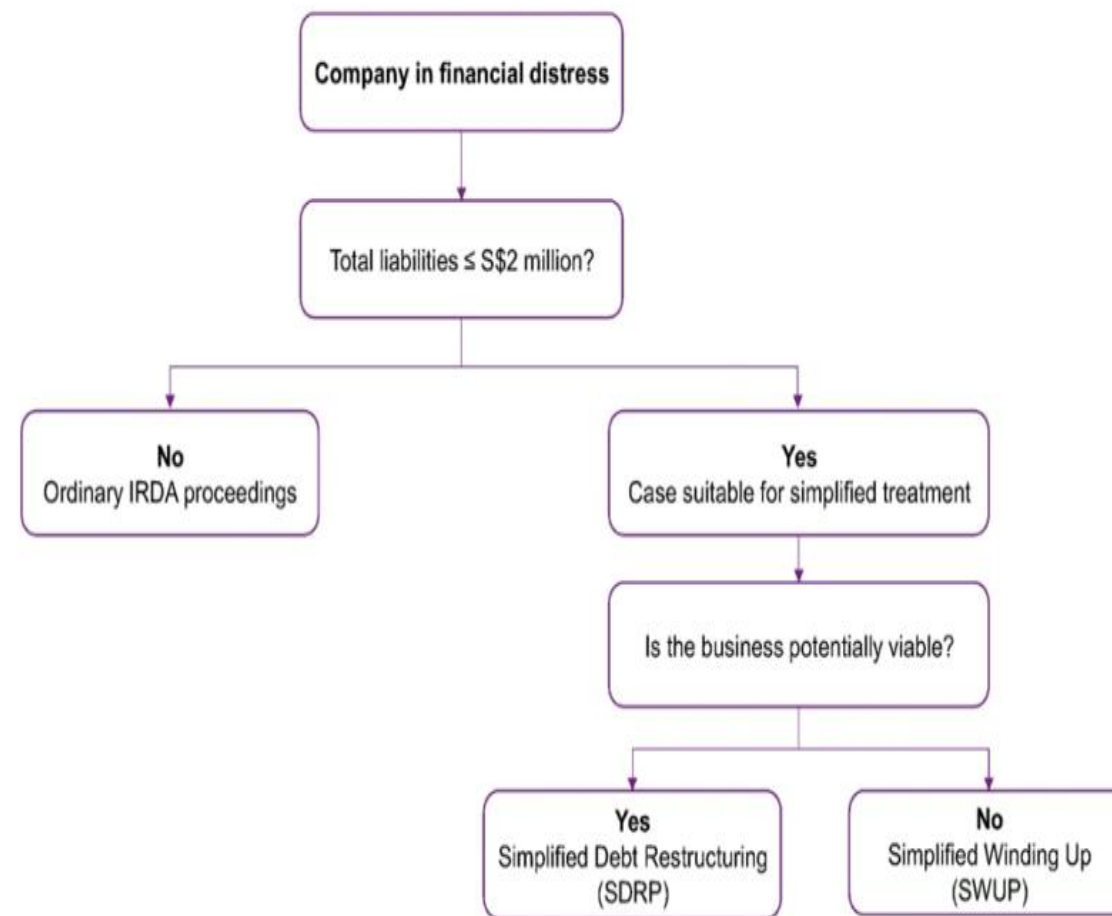 Company in financial distress
Total liabilities ≤ S$2 million?
No
Ordinary IRDA proceedings
Yes
Case suitable for simplified treatment
Is the business potentially viable?
Yes
Simplified Debt Restructuring
(SDRP)
No
Simplified Winding Up
(SWUP)